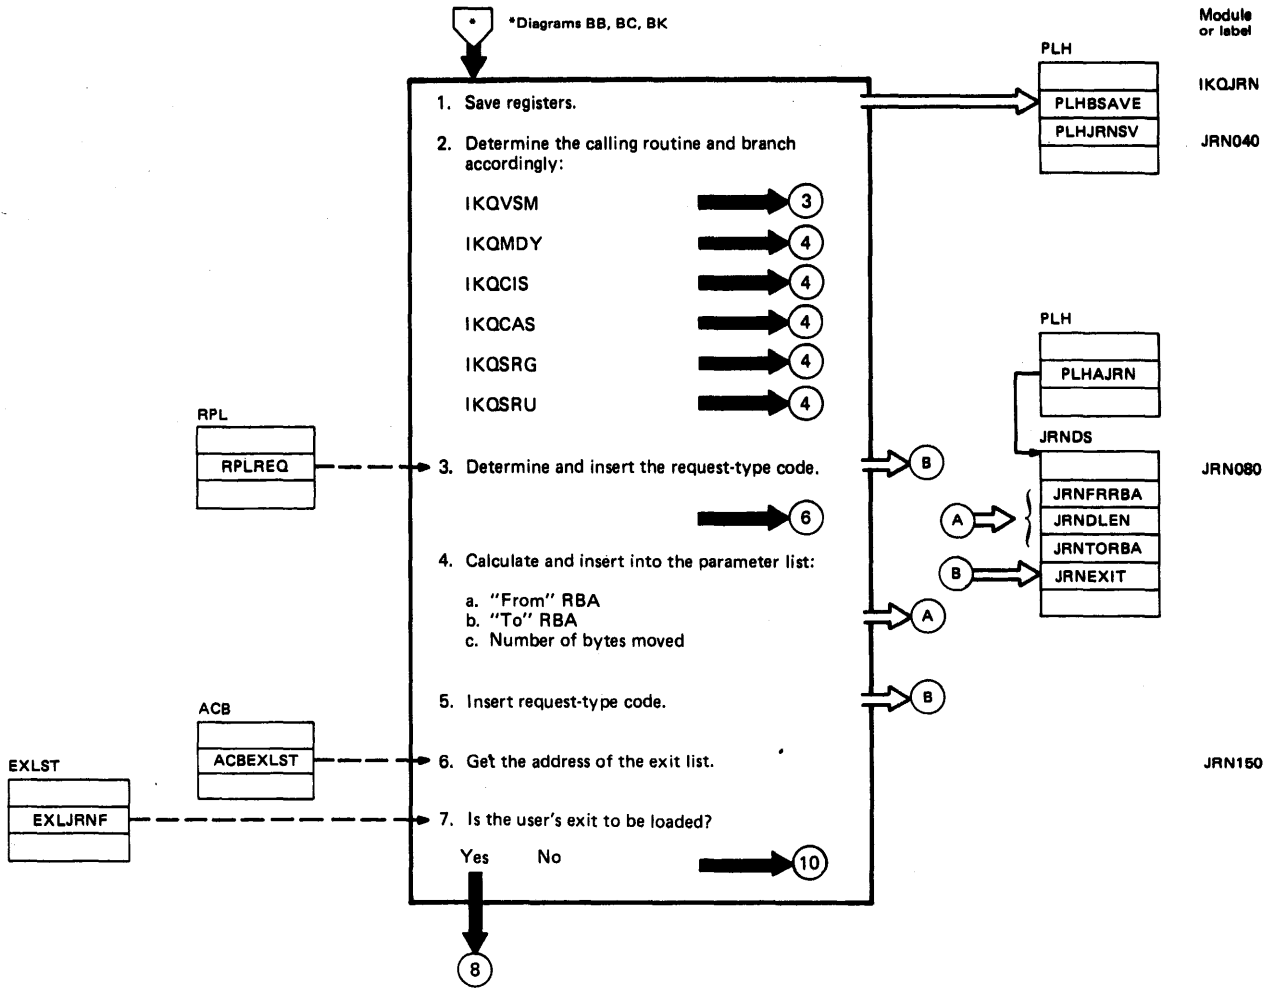 *
*Diagrams BB, BC, BK
Module
or label
PLH
IKQJRN
1. Save registers.
PLHBSAVE
PLHJRNSV
JRN040
2. Determine the calling routine and branch
accordingly:
IKQVSM
3
IKQMDY
4
IKQCIS
4
IKQCAS
4
IKQSRG
4
IKQSRU
4
PLH
PLHAJRN
JRNDS
RPL
RPLREQ
3. Determine and insert the request-type code.
B
JRN080
6
JRNFRRBA
A
JRNDLEN
JRNTORBA
B
JRNEXIT
4. Calculate and insert into the parameter list:
a. "From" RBA
b. "To" RBA
c. Number of bytes moved
A
5. Insert request-type code.
B
ACB
ACBEXLST
6. Get the address of the exit list.
JRN150
EXLST
EXLJRNF
7. Is the user's exit to be loaded?
Yes No
10
8